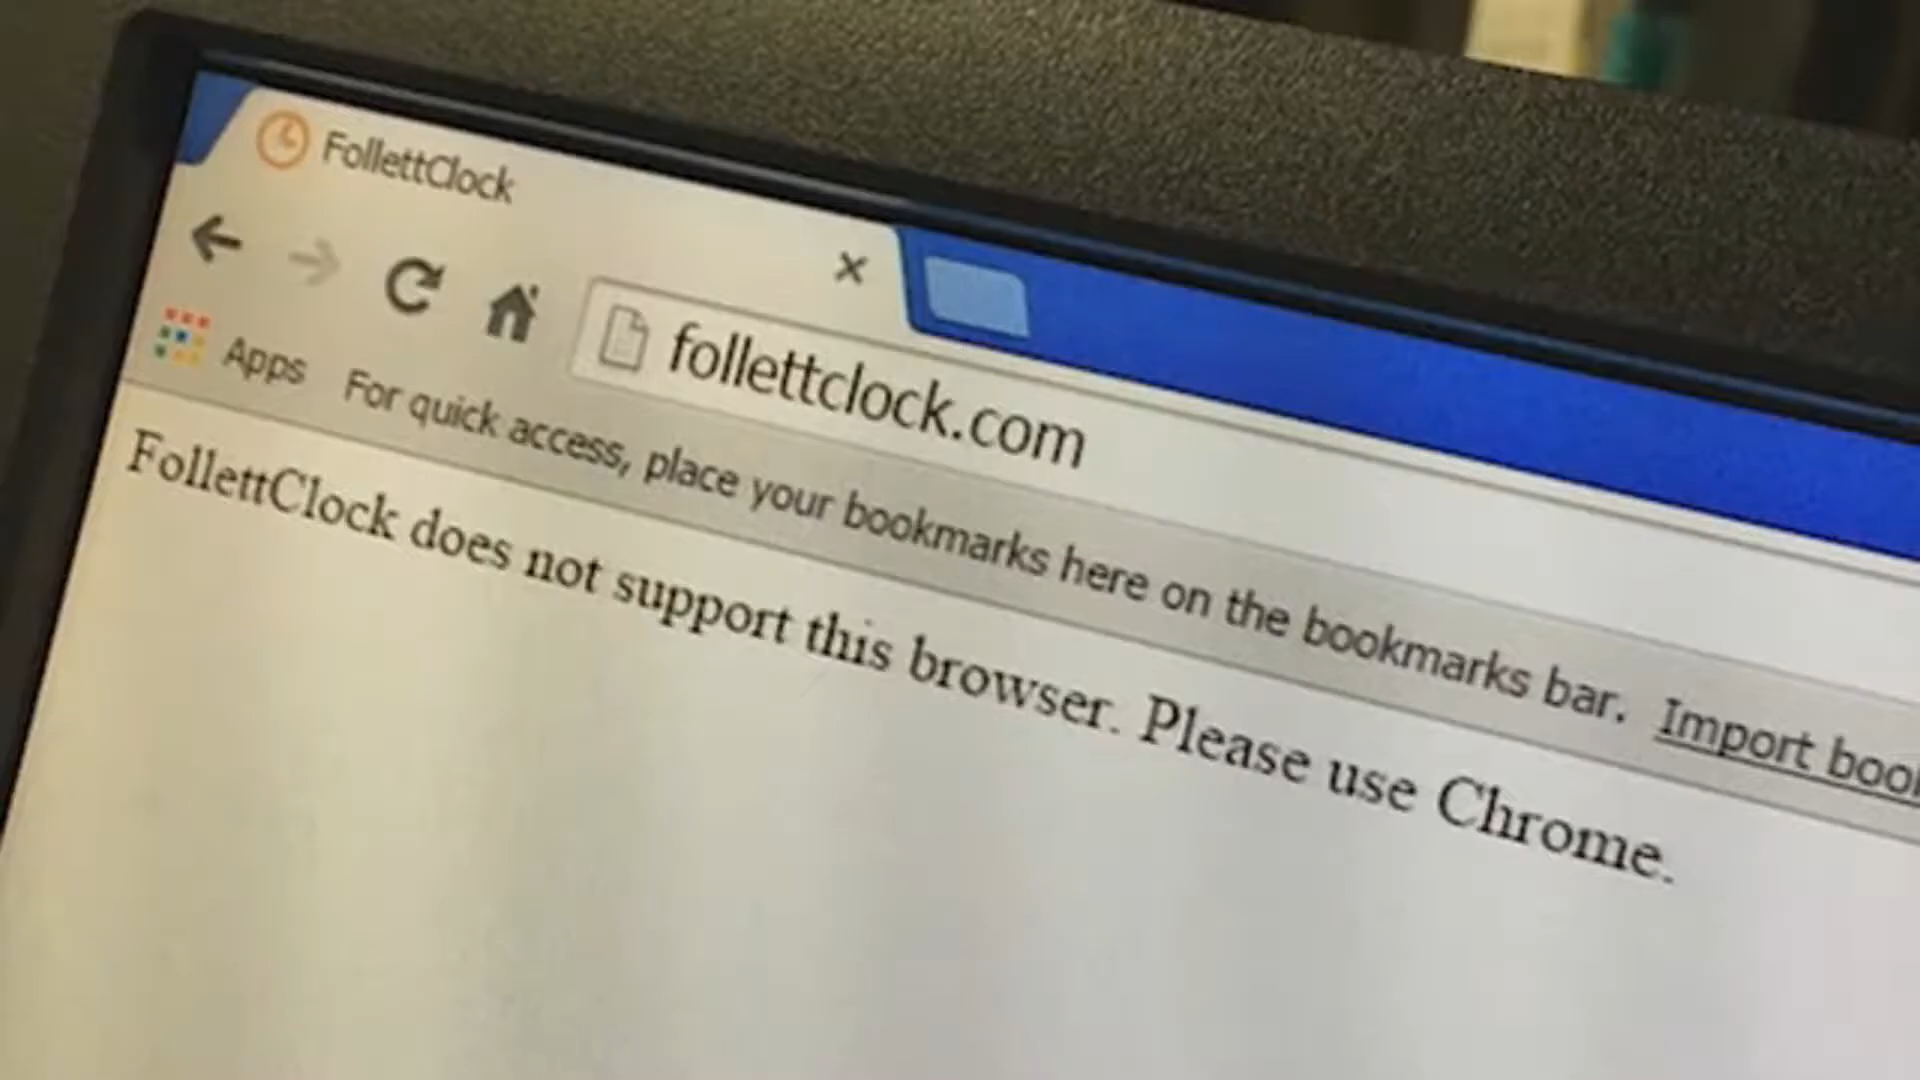 FollettClock
follettclock.com
Apps For quick access, place your bookmarks here on the bookmarks bar. Import
FollettClock does not support this browser. Please use Chrome.